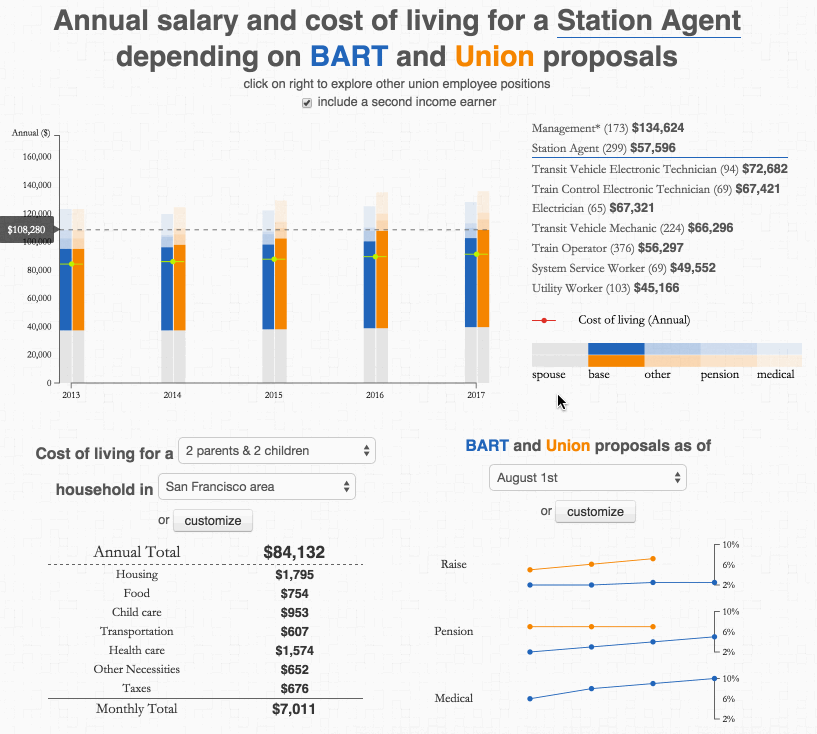 Annual salary and cost of living for a Station Agent
depending on BART and Union proposals
click on right to explore other union employee positions
include a second income earner
Annual ($)
160,000
140,000
120,000
$108,280
100,000
80,000
60,000
40,000
20,000
0
2013 2014 2015 2016 2017
Management* (173) $134,624
Station Agent (299) $57,596
Transit Vehicle Electronic Technician (94) $72,682
Train Control Electronic Technician (69) $67,421
Electrician (65) $67,321
Transit Vehicle Mechanic (224) $66,296
Train Operator (376) $56,297
System Service Worker (69) $49,552
Utility Worker (103) $45,166
Cost of living (Annual)
spouse base other pension medical
Cost of living for a 2 parents & 2 children
household in San Francisco area
or customize
Annual Total $84,132
Housing $1,795
Food $754
Child care $953
Transportation $607
Health care $1,574
Other Necessities $652
Taxes $676
Monthly Total $7,011
BART and Union proposals as of
August 1st
or customize
Raise 10% 6% 2%
Pension 10% 6% 2%
Medical 10% 6% 2%